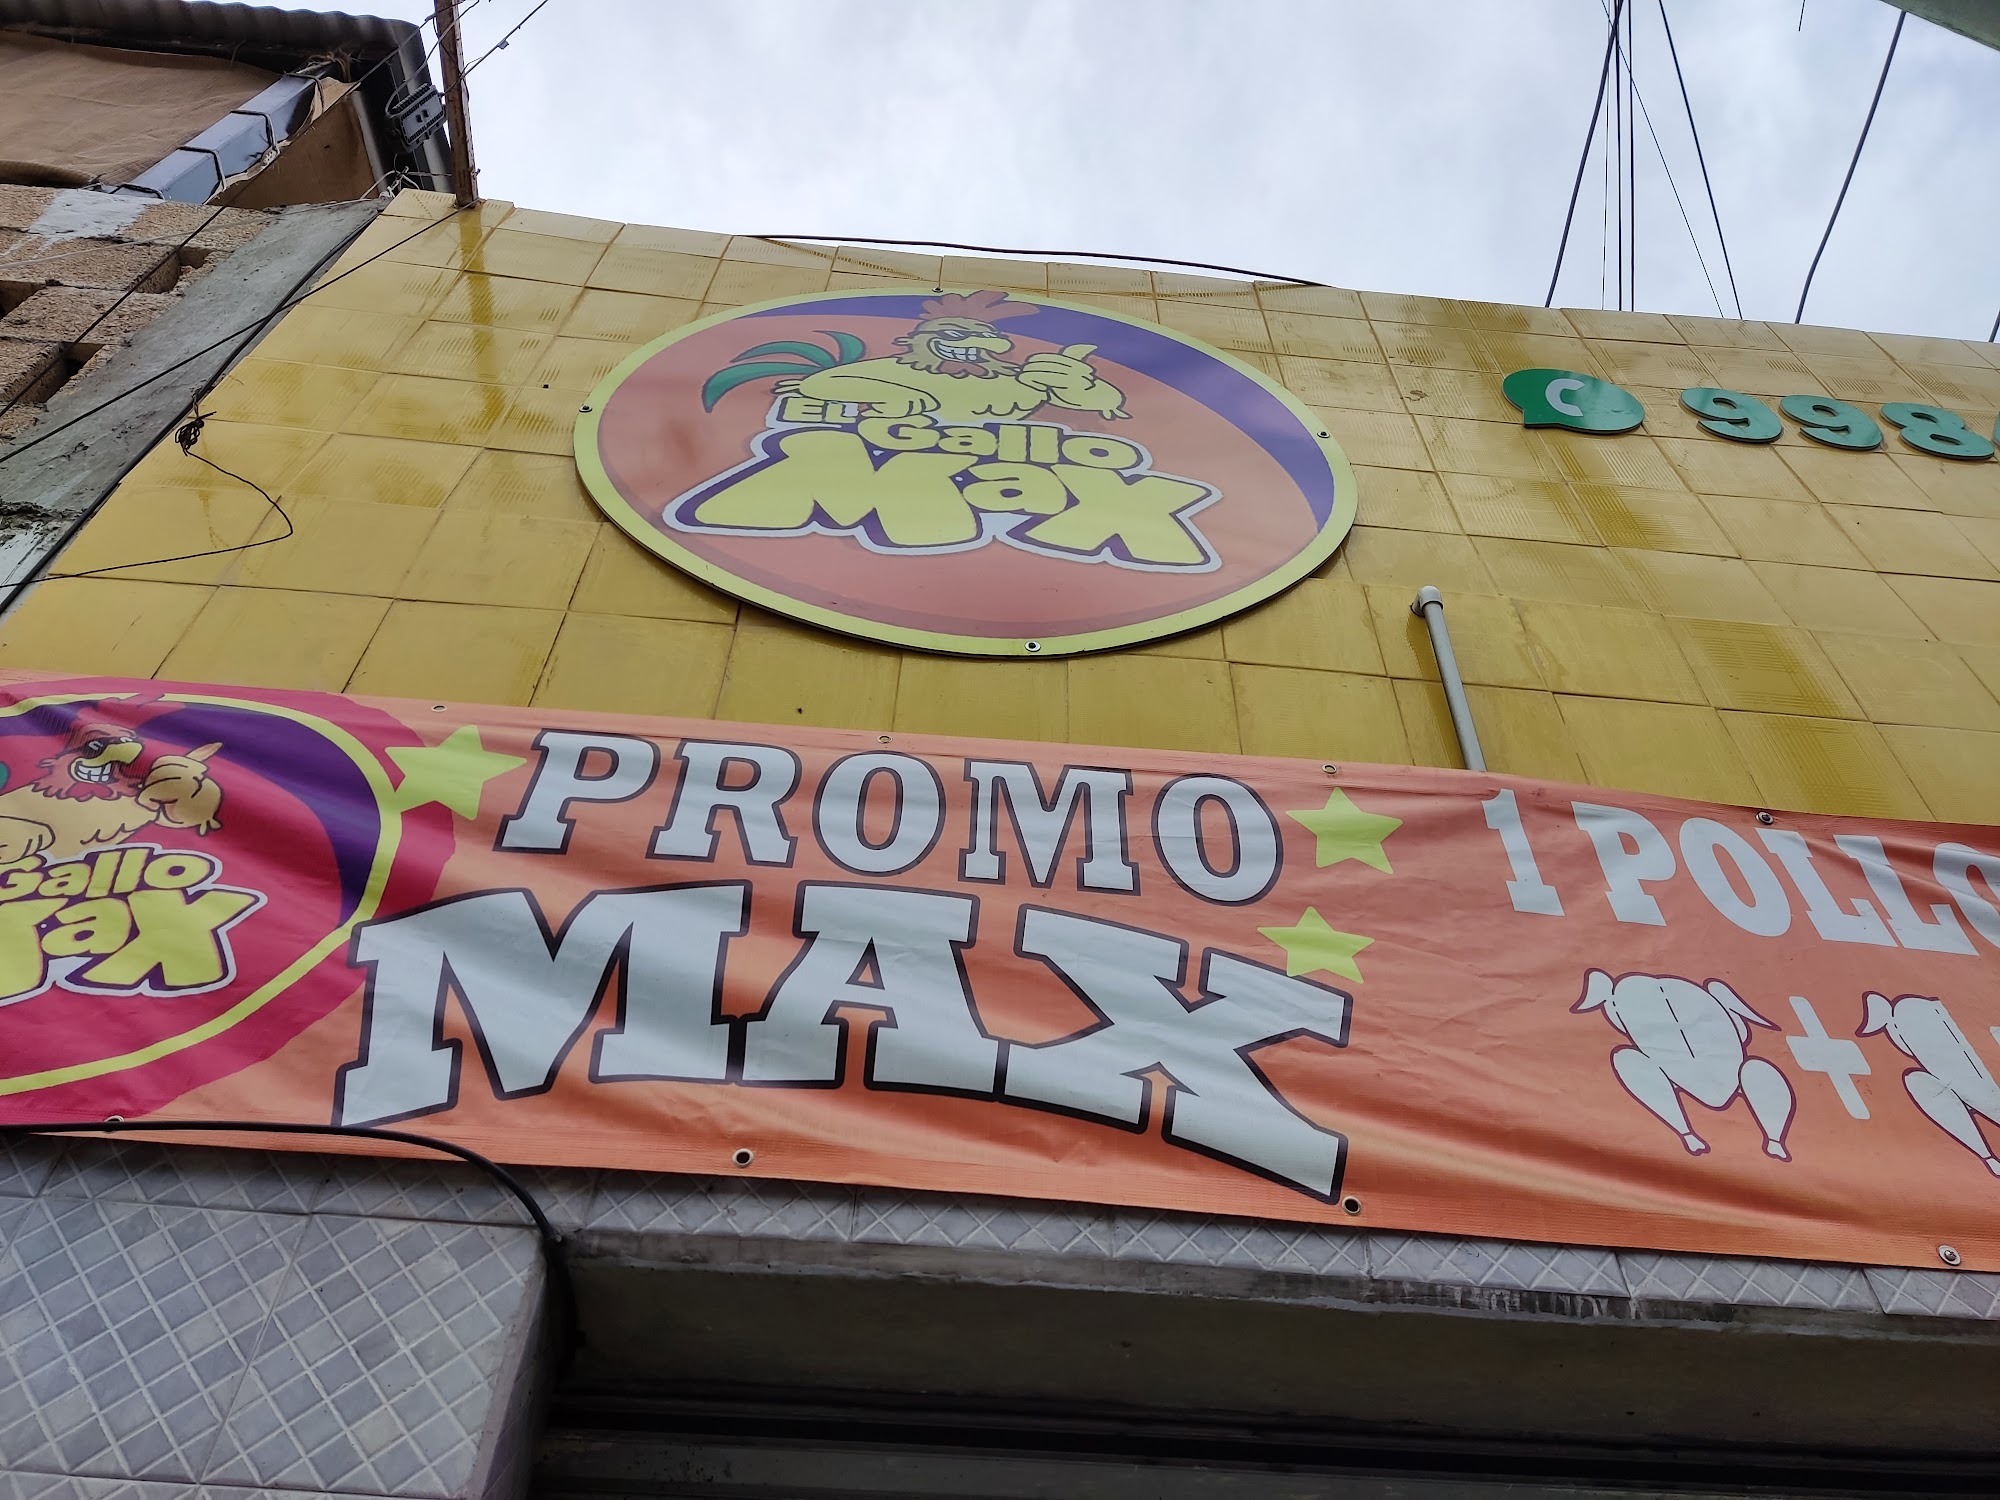 EL
Gallo
Max
998
Gallo
Max
PROMO
MAX
1 POLLO
+